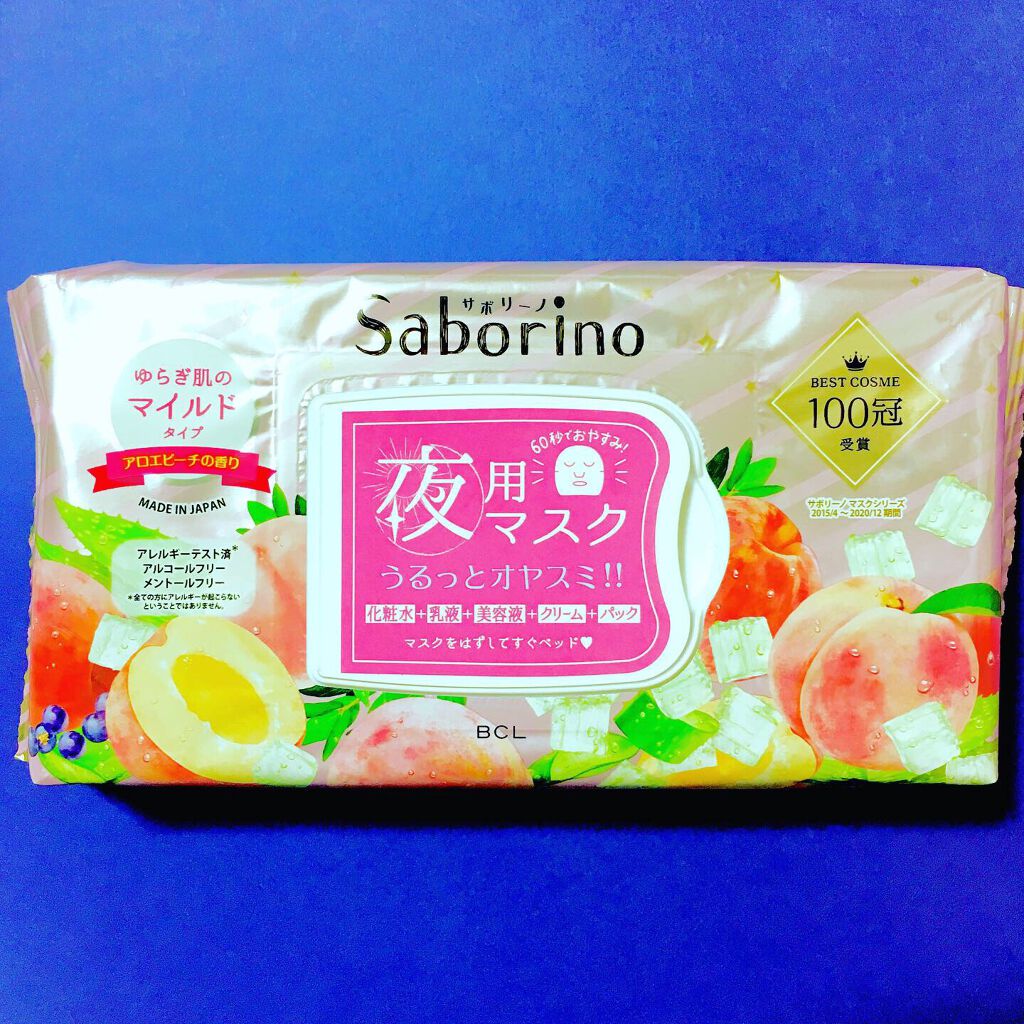 サボリーノ
Saborino
ゆらぎ肌の
マイルド
タイプ
アロエピーチの香り
MADE IN JAPAN
アレルギーテスト済*
アルコールフリー
メントールフリー
*全ての方にアレルギーが起こらない
ということではありません。
60秒でおやすみ!
夜用
マスク
うるっとオヤスミ!!
化粧水+乳液+美容液+クリーム+パック
マスクをはずしてすぐベッド♥
BCL
BEST COSME
100冠
受賞
サボリーノマスクシリーズ
2015/4~2020/12期間